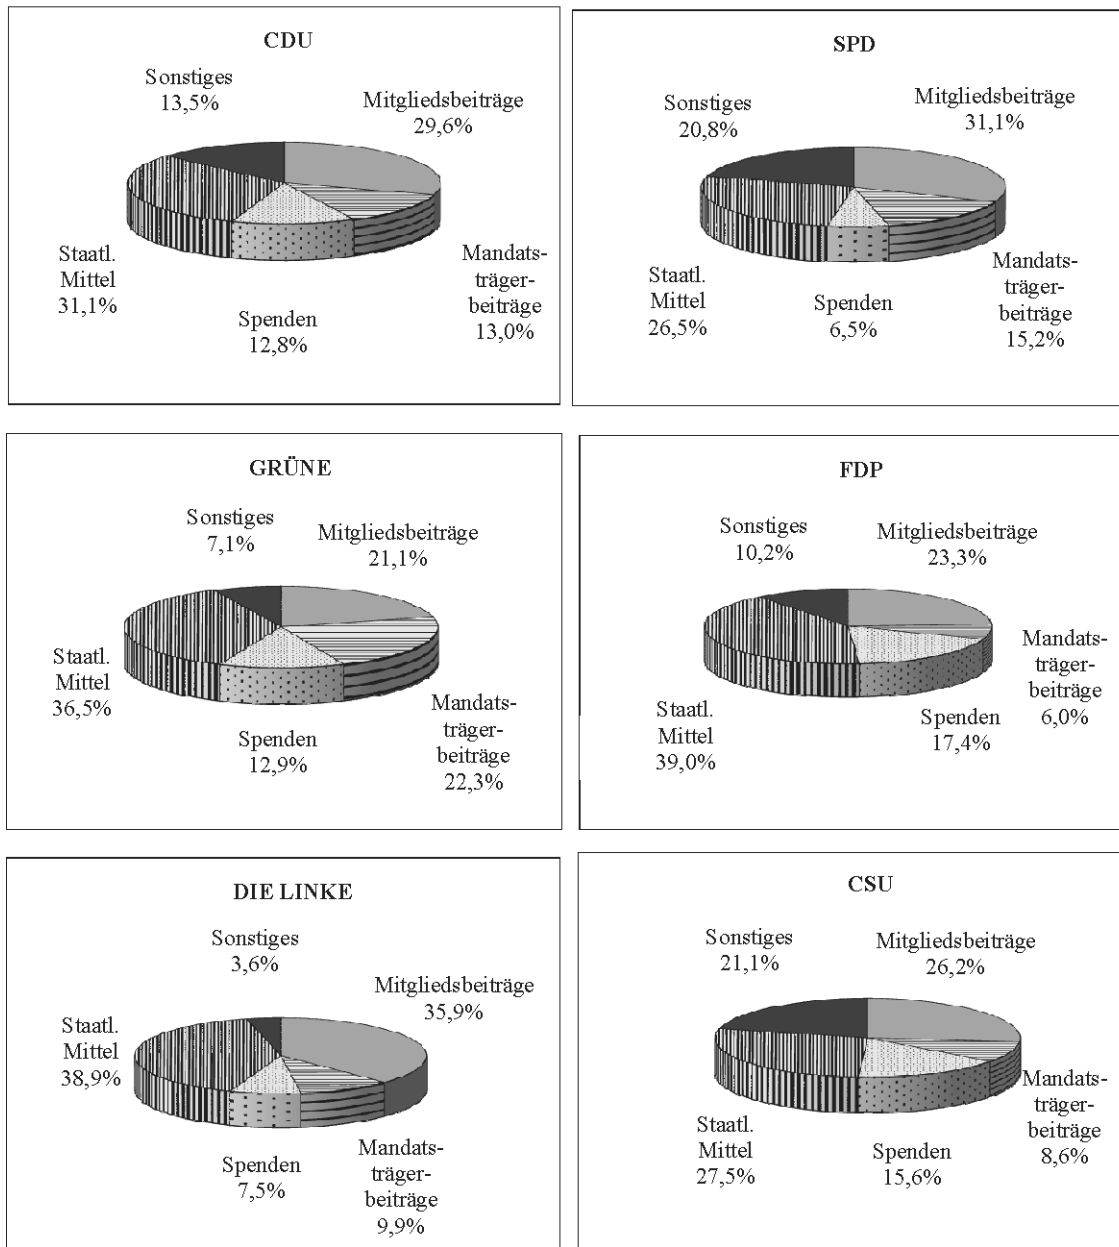 CDU
Sonstiges
13,5%
Mitgliedsbeiträge
29,6%
Staatl.
Mittel
31,1%
Spenden
12,8%
Mandats-
träger-
beiträge
13,0%
SPD
Sonstiges
20,8%
Mitgliedsbeiträge
31,1%
Staatl.
Mittel
26,5%
Spenden
6,5%
Mandats-
träger-
beiträge
15,2%
GRÜNE
Sonstiges
7,1%
Mitgliedsbeiträge
21,1%
Staatl.
Mittel
36,5%
Spenden
12,9%
Mandats-
träger-
beiträge
22,3%
FDP
Sonstiges
10,2%
Mitgliedsbeiträge
23,3%
Staatl.
Mittel
39,0%
Spenden
17,4%
Mandats-
träger-
beiträge
6,0%
DIE LINKE
Sonstiges
3,6%
Mitgliedsbeiträge
35,9%
Staatl.
Mittel
38,9%
Spenden
7,5%
Mandats-
träger-
beiträge
9,9%
CSU
Sonstiges
21,1%
Mitgliedsbeiträge
26,2%
Staatl.
Mittel
27,5%
Spenden
15,6%
Mandats-
träger-
beiträge
8,6%